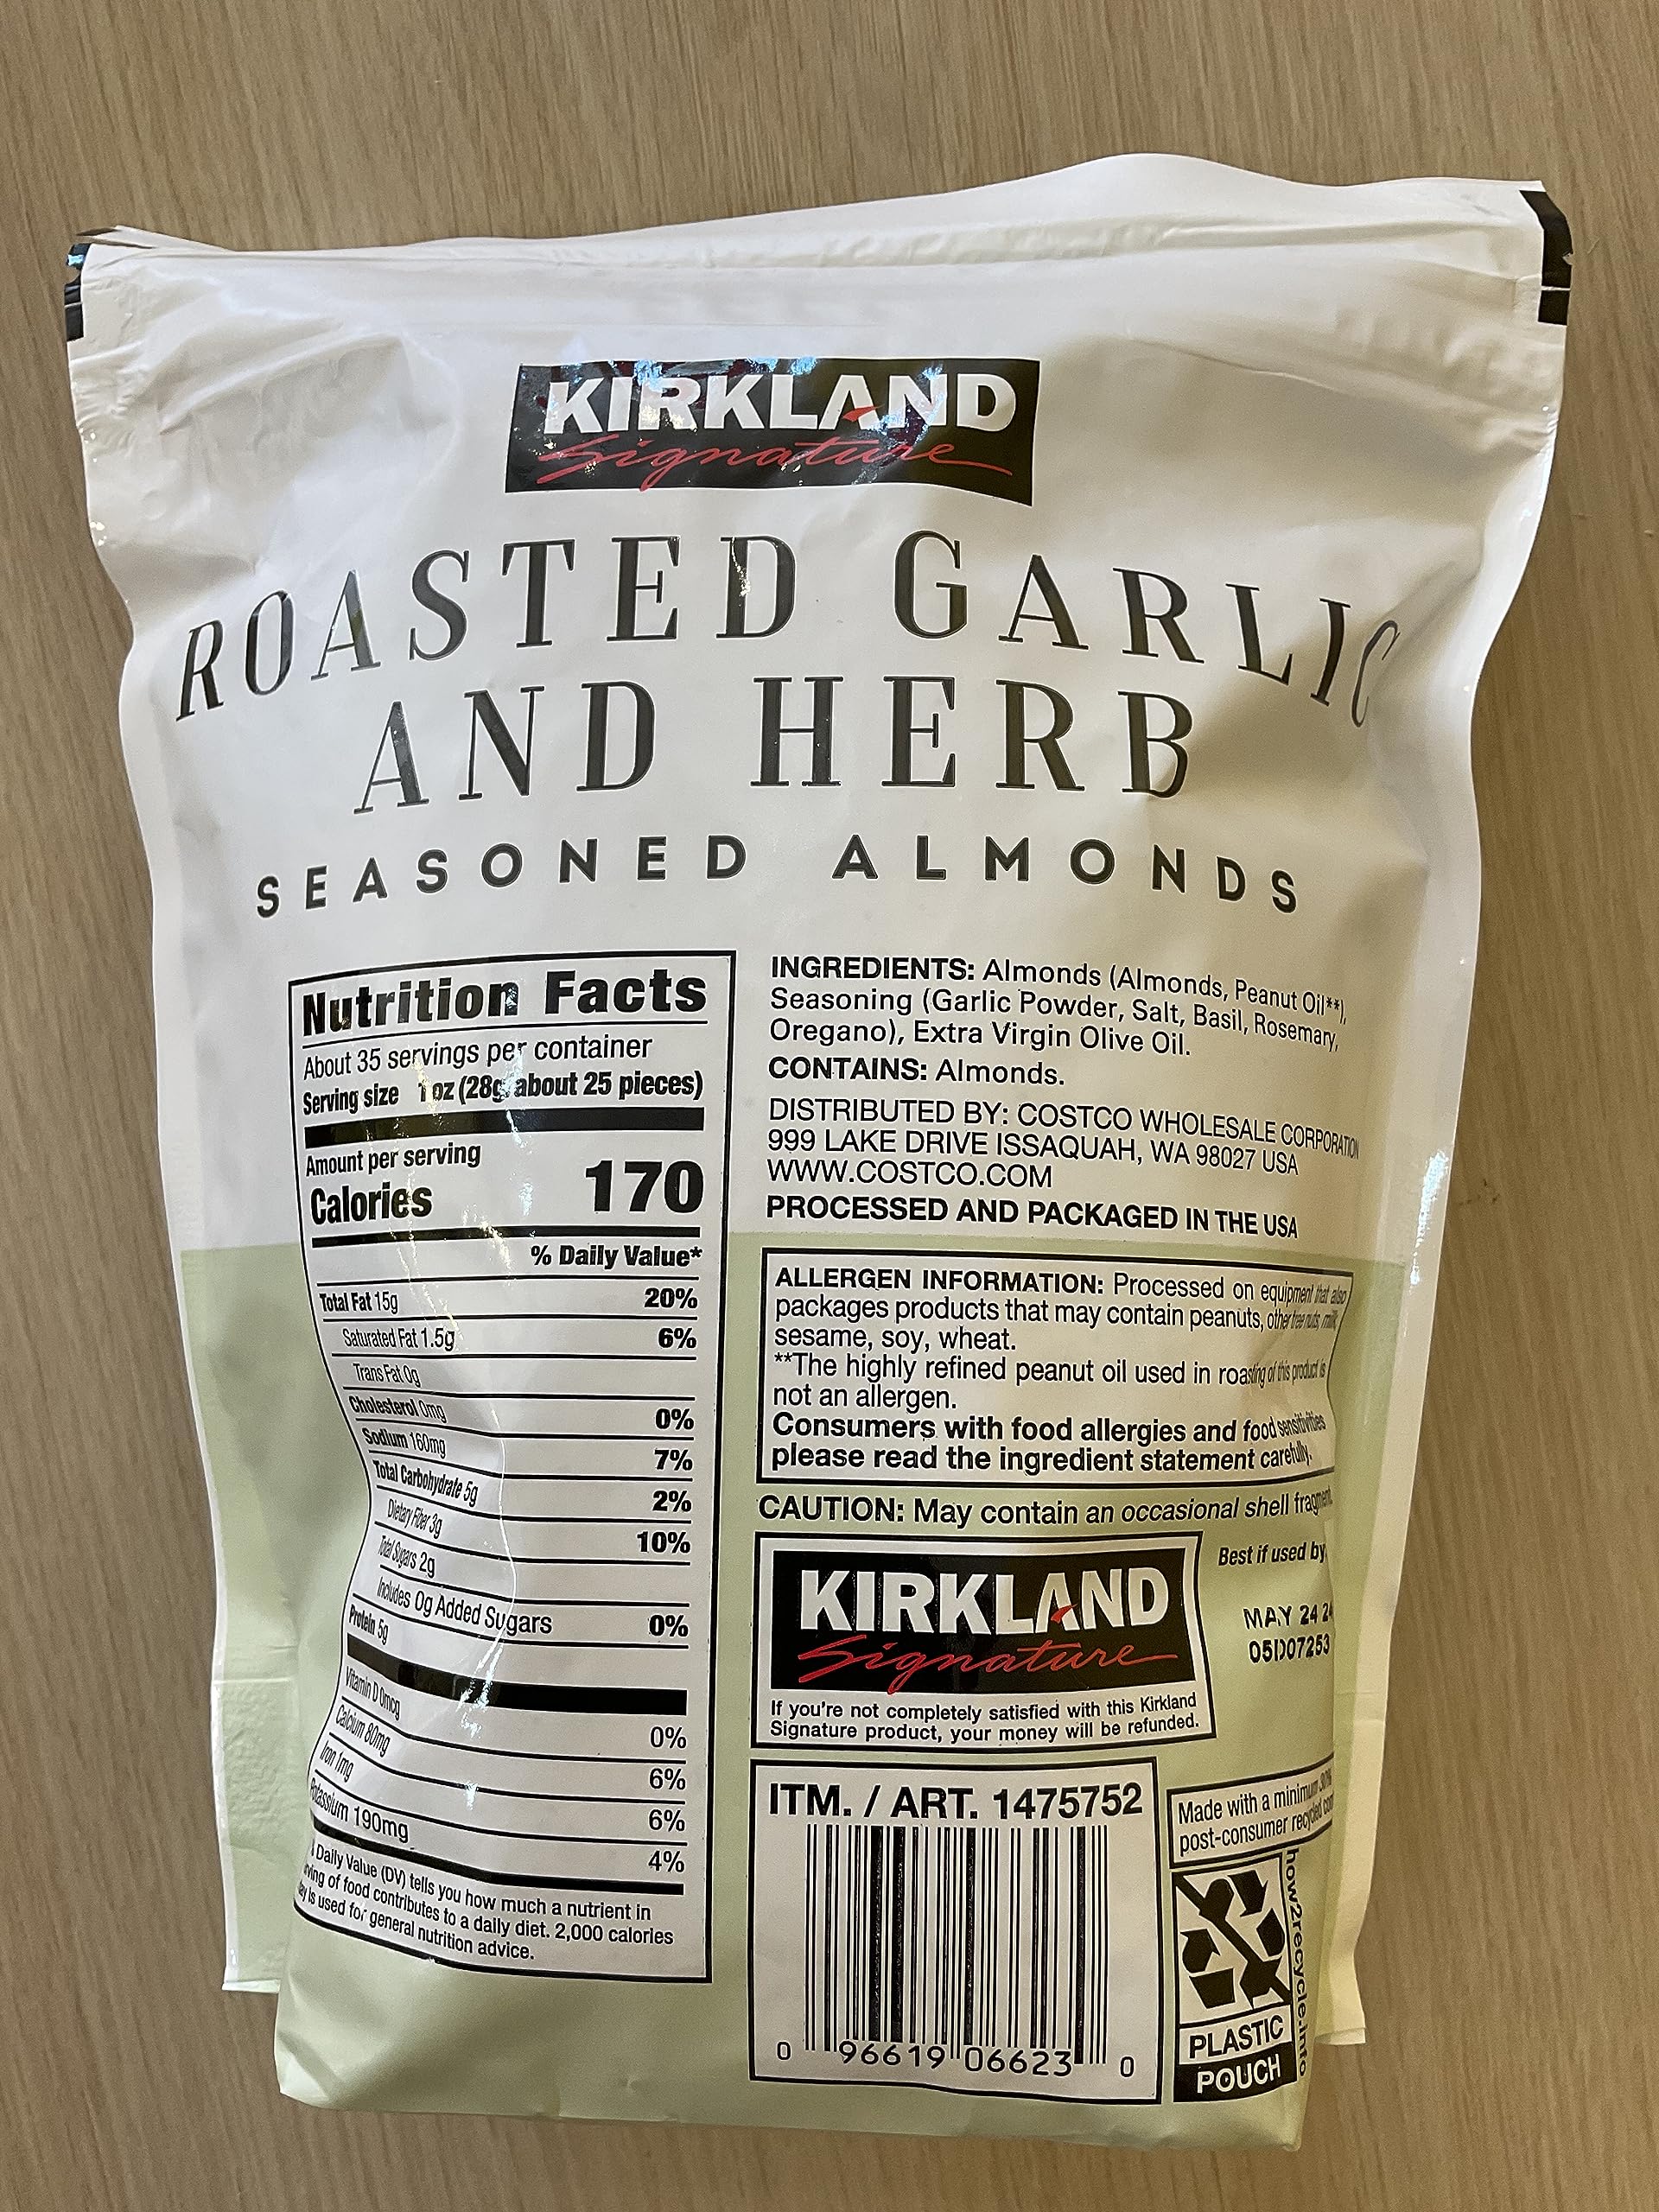 KIRKLAND
Signature
ROASTED GARLIC
AND HERB
SEASONED ALMONDS
Nutrition Facts
About 35 servings per container
Serving size 1 oz (28g about 25 pieces)
Amount per serving
Calories 170
% Daily Value*
Total Fat 15g 20%
Saturated Fat 1.5g 6%
Trans Fat 0g
Cholesterol 0mg 0%
Sodium 160mg 7%
Total Carbohydrate 5g 2%
Dietary Fiber 3g 10%
Total Sugars 2g
Includes 0g Added Sugars 0%
Protein 5g
Vitamin D 0mcg 0%
Calcium 80mg 6%
Iron 1mg 6%
Potassium 190mg 4%
Daily Value (DV) tells you how much a nutrient in
of food contributes to a daily diet. 2,000 calories
is used for general nutrition advice.
INGREDIENTS: Almonds (Almonds, Peanut Oil**),
Seasoning (Garlic Powder, Salt, Basil, Rosemary,
Oregano), Extra Virgin Olive Oil.
CONTAINS: Almonds.
DISTRIBUTED BY: COSTCO WHOLESALE CORPORATION
999 LAKE DRIVE ISSAQUAH, WA 98027 USA
WWW.COSTCO.COM
PROCESSED AND PACKAGED IN THE USA
ALLERGEN INFORMATION: Processed on equipment that also
packages products that may contain peanuts, other tree nuts, milk,
sesame, soy, wheat.
**The highly refined peanut oil used in roasting of this product is
not an allergen.
Consumers with food allergies and food sensitivities
please read the ingredient statement carefully.
CAUTION: May contain an occasional shell fragment.
KIRKLAND
Signature
If you're not completely satisfied with this Kirkland
Signature product, your money will be refunded.
Best if used by
MAY 24 24
05D07253
ITM. / ART. 1475752
0 96619 06623 0
Made with a minimum 30%
post-consumer recycled
how2recycle.info
PLASTIC
POUCH